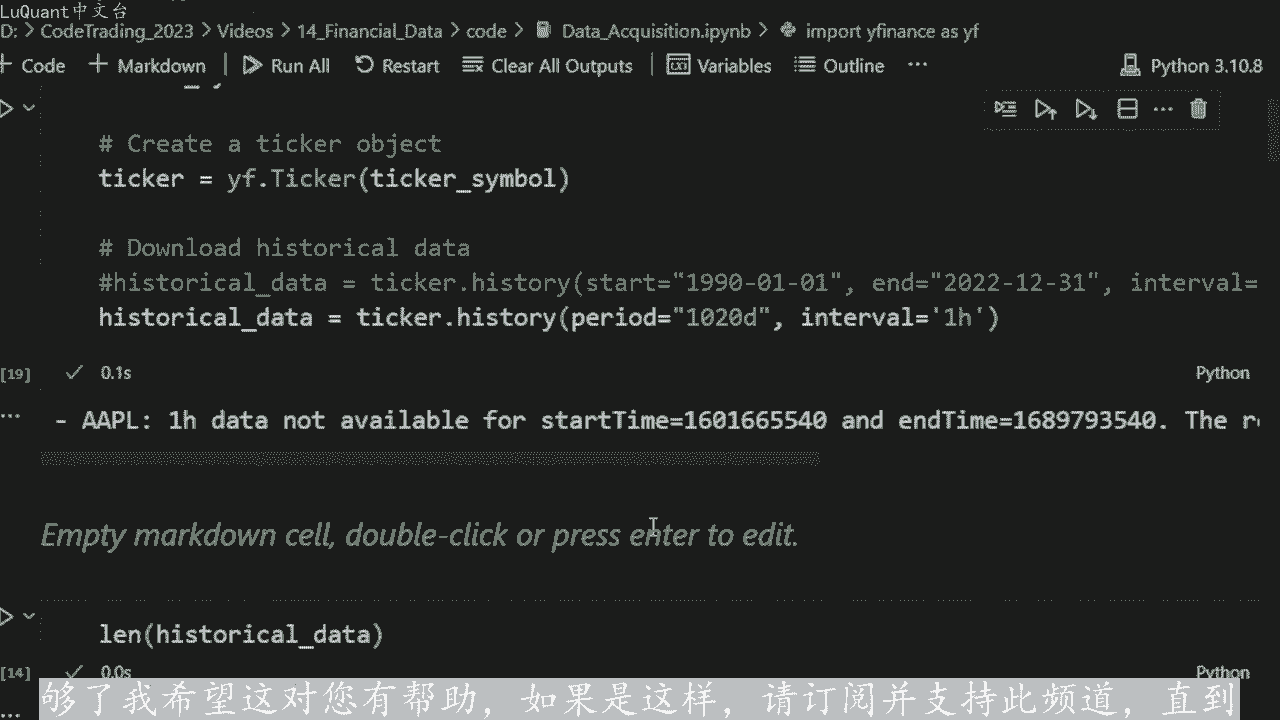 LuQuant中文台
D: > CodeTrading_2023 > Videos > 14_Financial_Data > code > Data_Acquisition.ipynb > import yfinance as yf
+ Code + Markdown | Run All Restart Clear All Outputs | Variables Outline ... Python 3.10.8
# Create a ticker object
ticker = yf.Ticker(ticker_symbol)
# Download historical data
#historical_data = ticker.history(start="1990-01-01", end="2022-12-31", interval=
historical_data = ticker.history(period="1020d", interval='1h')
[19] ✓ 0.1s Python
... - AAPL: 1h data not available for startTime=1601665540 and endTime=1689793540. The
Empty markdown cell, double-click or press enter to edit.
len(historical_data)
[14] ✓ 0.0s Python
够了我希望这对您有帮助，如果是这样，请订阅并支持此频道，直到